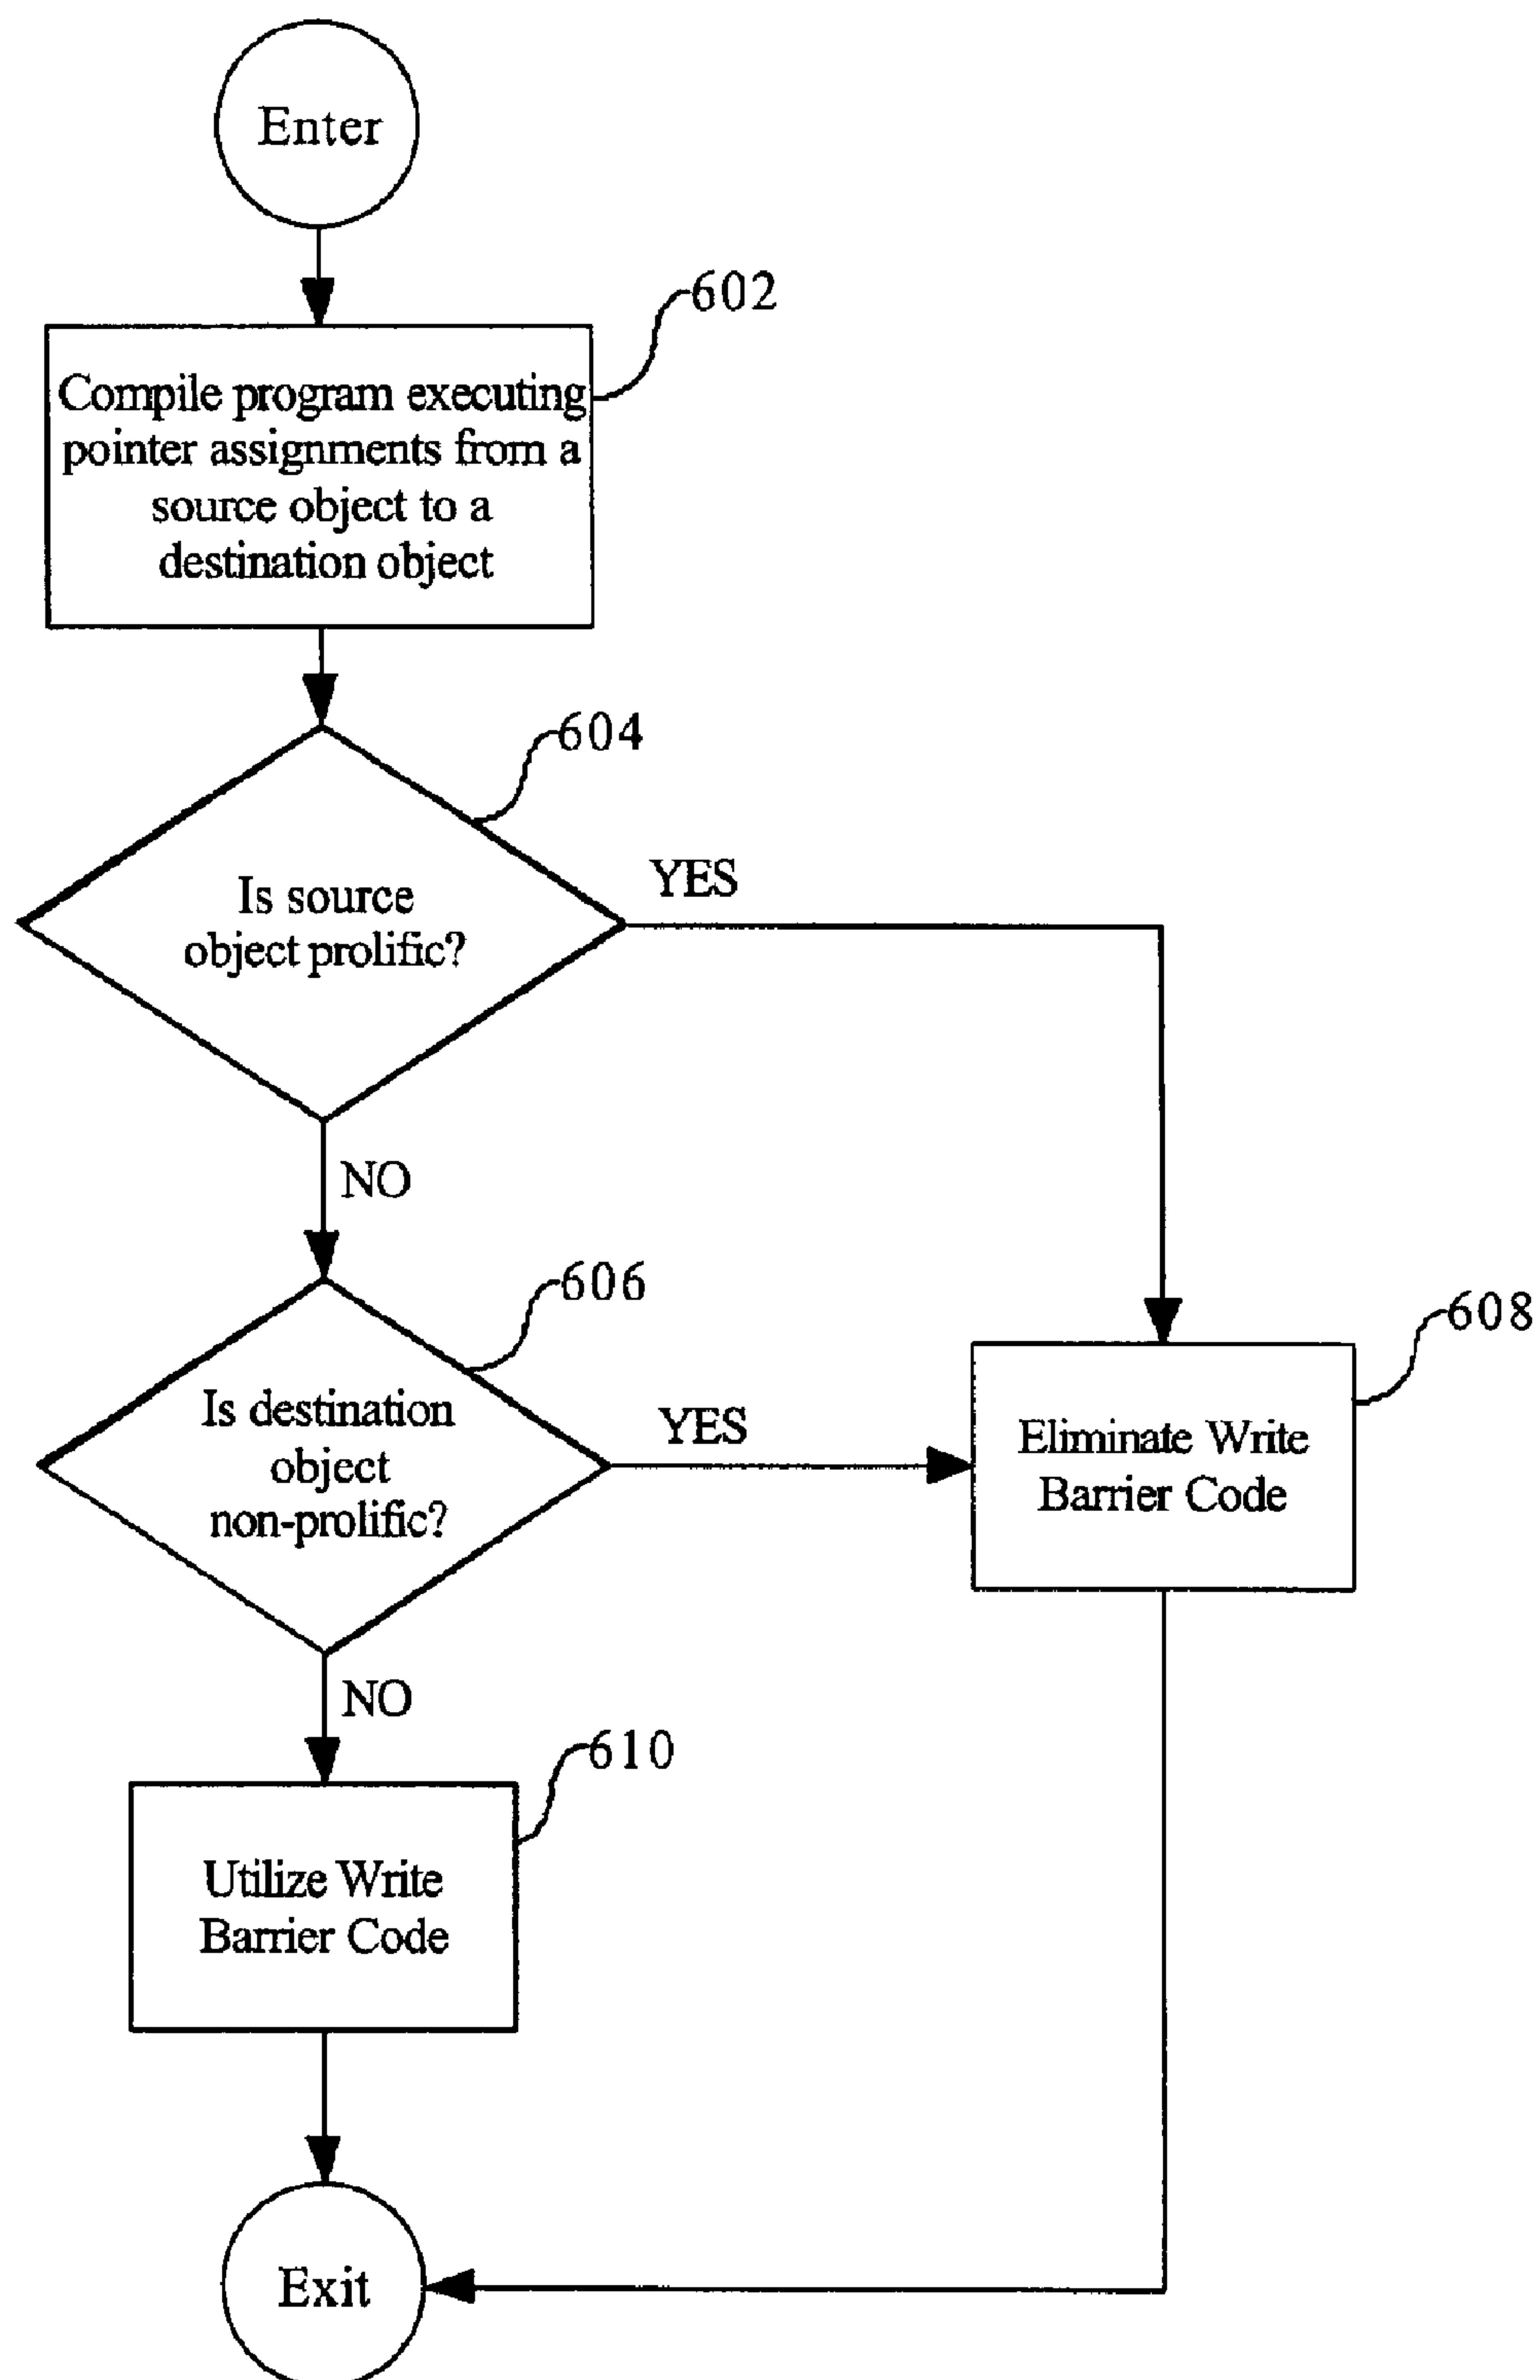 Enter
602
Compile program executing
pointer assignments from a
source object to a
destination object
604
YES
Is source
object prolific?
NO
606
608
Is destination
object
non-prolific?
YES
Eliminate Write
Barrier Code
NO
610
Utilize Write
Barrier Code
Exit